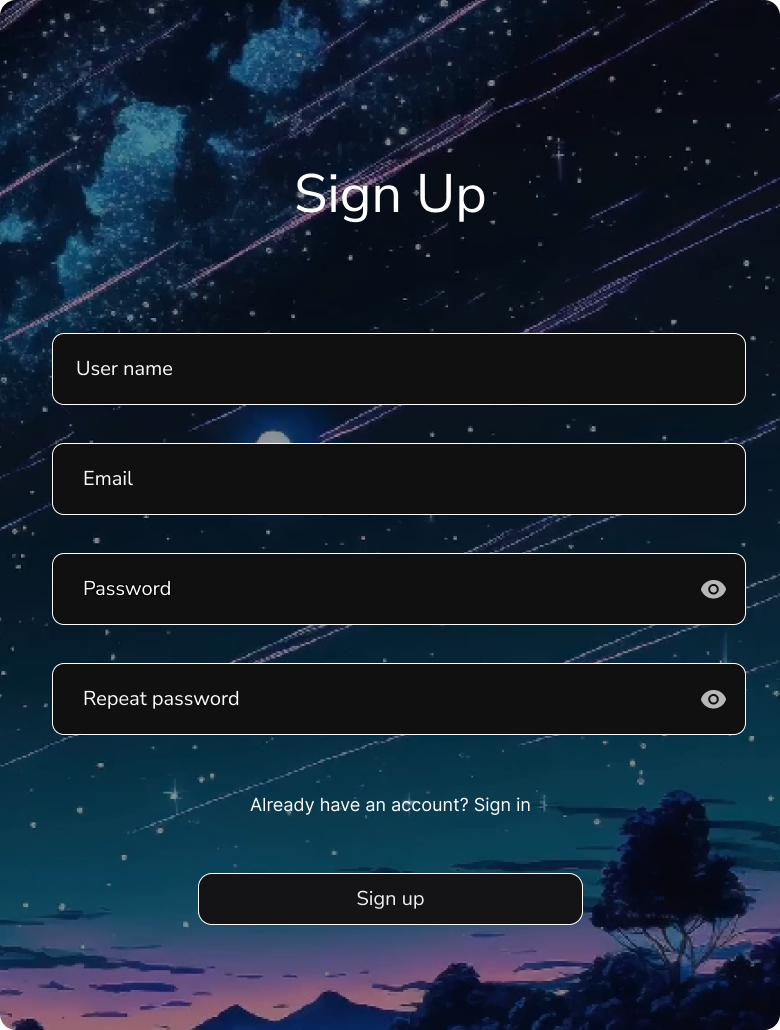 Sign Up
User name
Email
Password
Repeat password
Already have an account? Sign in
Sign up